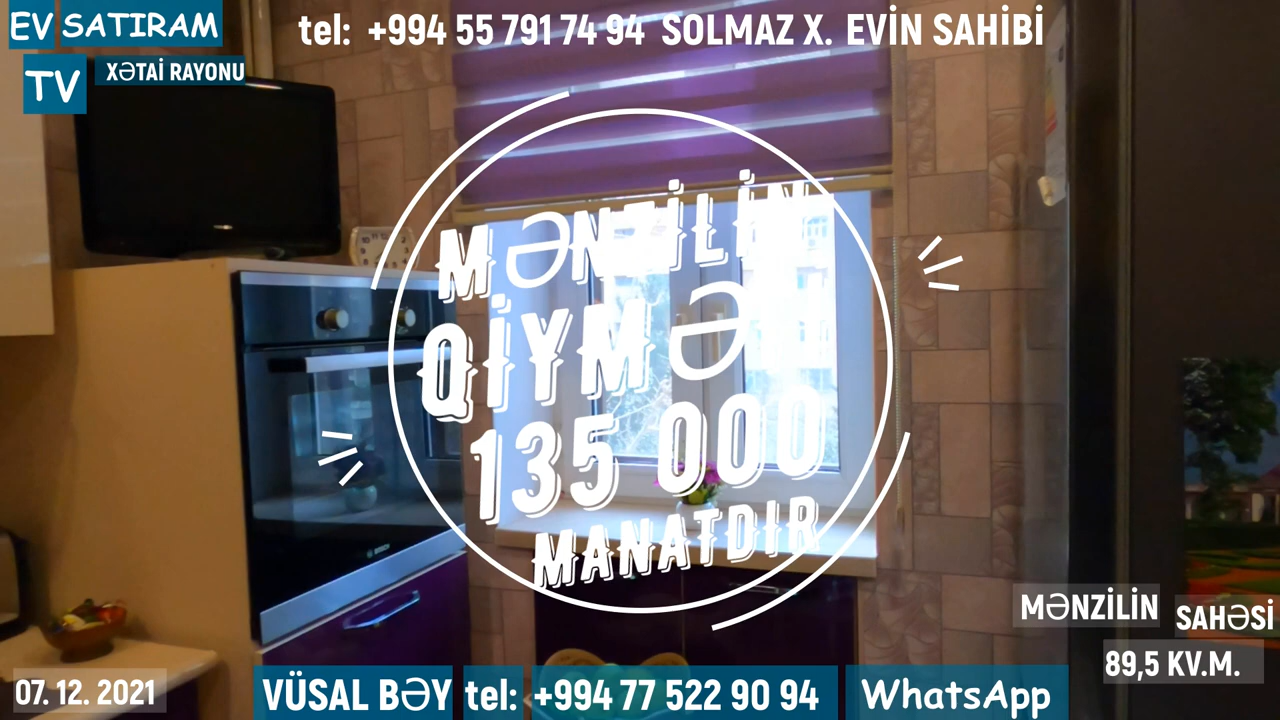 EV SATIRAM
TV
XƏTAİ RAYONU
tel: +994 55 791 74 94 SOLMAZ X. EVİN SAHİBİ
MƏNZİLİN
QİYMƏ
135 000
MANATDIR
BOSCH
MƏNZİLİN SAHƏSİ
89,5 KV.M.
07. 12. 2021
VÜSAL BƏY tel: +994 77 522 90 94 WhatsApp